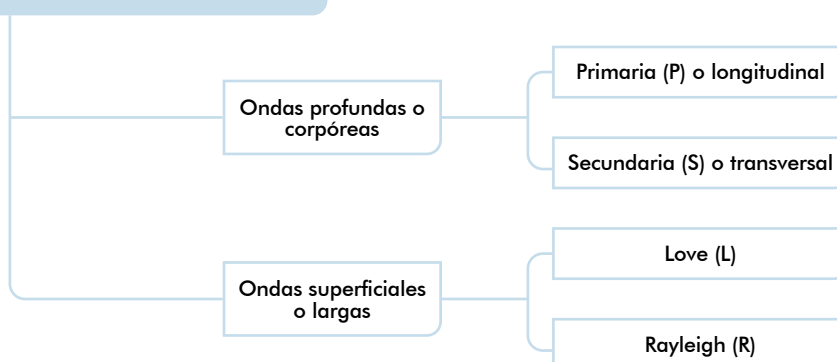 Ondas profundas o
corpóreas
Primaria (P) o longitudinal
Secundaria (S) o transversal
Ondas superficiales
o largas
Love (L)
Rayleigh (R)